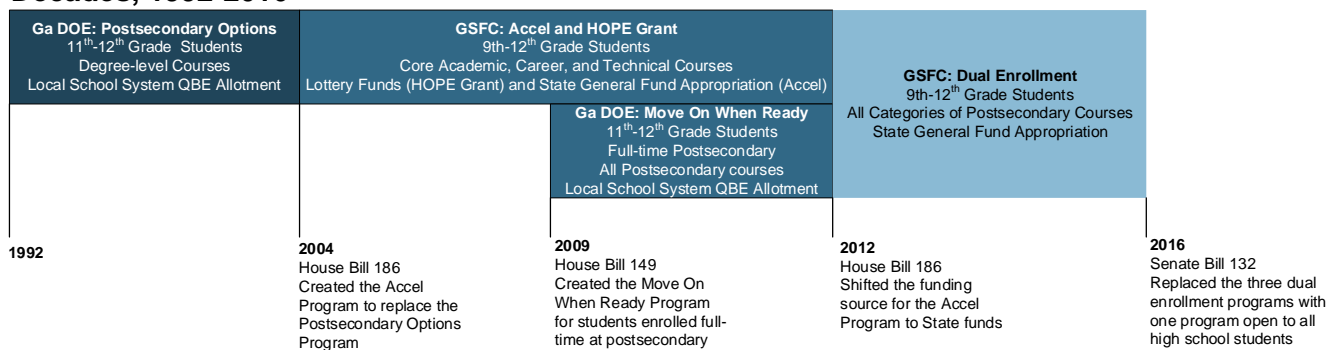 Ga DOE: Postsecondary Options
11th-12th Grade Students
Degree-level Courses
Local School System QBE Allotment
GSFC: Accel and HOPE Grant
9th-12th Grade Students
Core Academic, Career, and Technical Courses
Lottery Funds (HOPE Grant) and State General Fund Appropriation (Accel)
Ga DOE: Move On When Ready
11th-12th Grade Students
Full-time Postsecondary
All Postsecondary courses
Local School System QBE Allotment
GSFC: Dual Enrollment
9th-12th Grade Students
All Categories of Postsecondary Courses
State General Fund Appropriation
1992
2004
House Bill 186
Created the Accel
Program to replace the
Postsecondary Options
Program
2009
House Bill 149
Created the Move On
When Ready Program
for students enrolled full-
time at postsecondary
2012
House Bill 186
Shifted the funding
source for the Accel
Program to State funds
2016
Senate Bill 132
Replaced the three dual
enrollment programs with
one program open to all
high school students